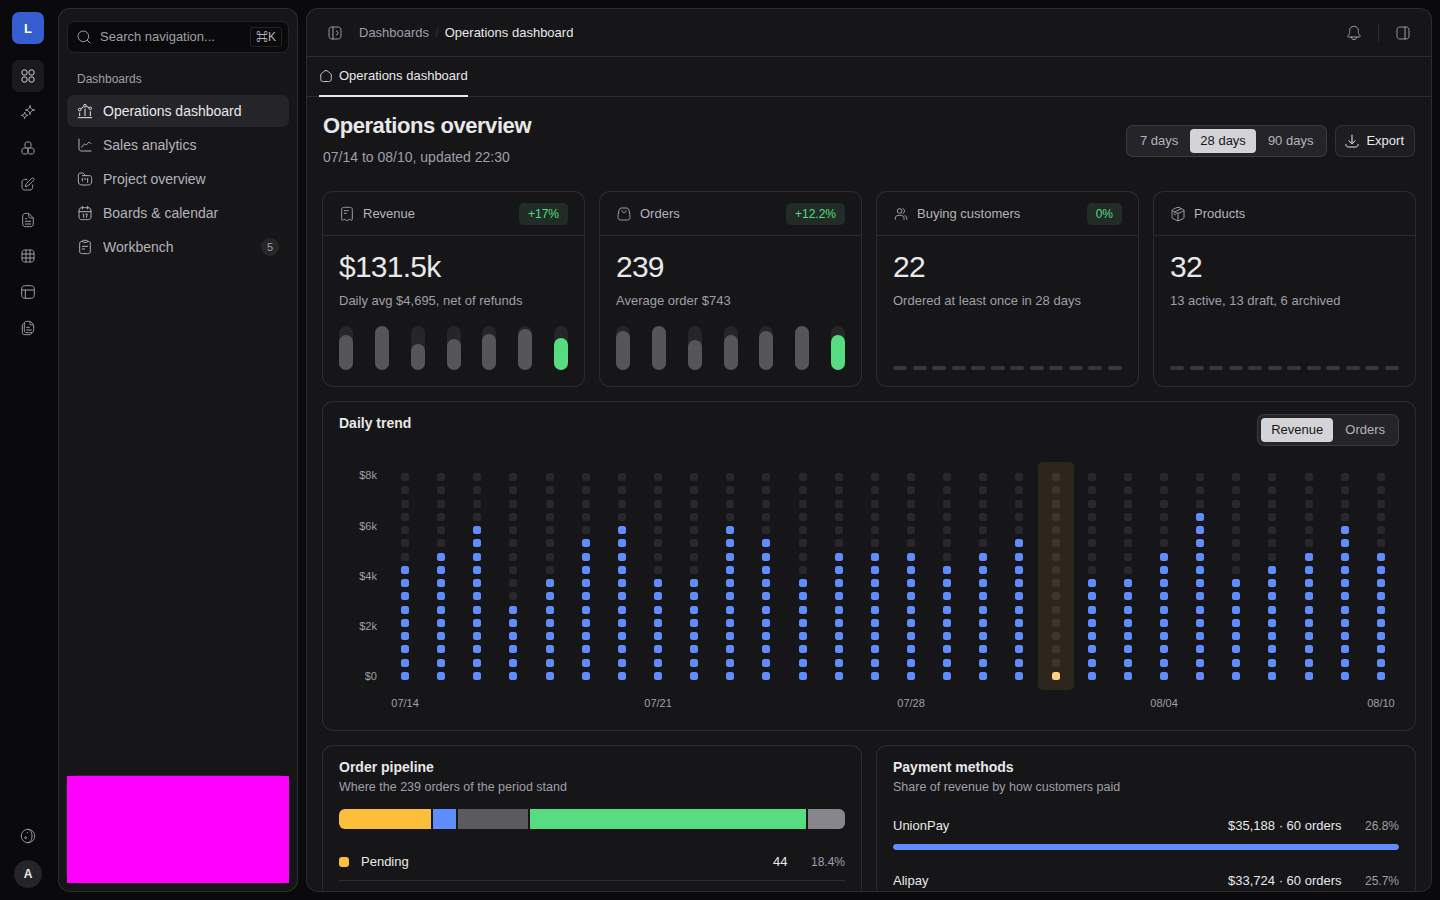 L
Search navigation...
⌘K
Dashboards
Operations dashboard
Sales analytics
Project overview
Boards & calendar
Workbench
5
A
Dashboards / Operations dashboard
Operations dashboard
Operations overview
07/14 to 08/10, updated 22:30
7 days
28 days
90 days
Export
Revenue
+17%
$131.5k
Daily avg $4,695, net of refunds
Orders
+12.2%
239
Average order $743
Buying customers
0%
22
Ordered at least once in 28 days
Products
32
13 active, 13 draft, 6 archived
Daily trend
Revenue
Orders
$8k
$6k
$4k
$2k
$0
07/14
07/21
07/28
08/04
08/10
Order pipeline
Where the 239 orders of the period stand
Pending
44
18.4%
Payment methods
Share of revenue by how customers paid
UnionPay
$35,188 · 60 orders
26.8%
Alipay
$33,724 · 60 orders
25.7%